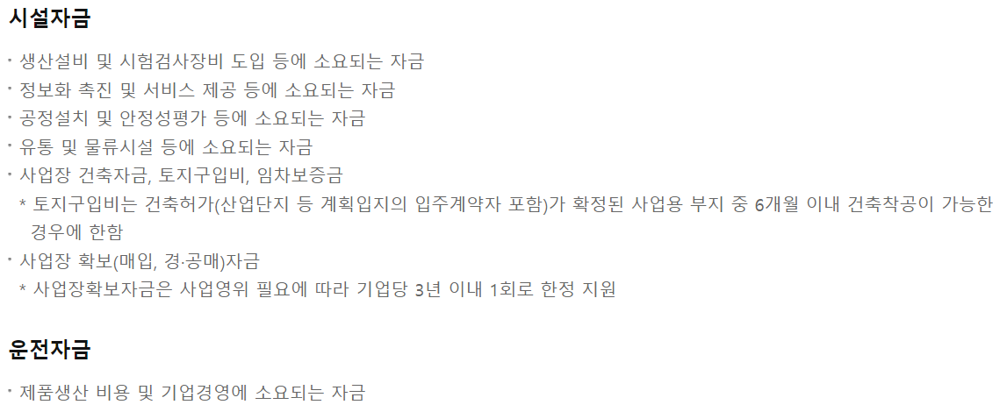 시설자금
· 생산설비 및 시험검사장비 도입 등에 소요되는 자금
· 정보화 촉진 및 서비스 제공 등에 소요되는 자금
· 공정설치 및 안정성평가 등에 소요되는 자금
· 유통 및 물류시설 등에 소요되는 자금
· 사업장 건축자금, 토지구입비, 임차보증금
* 토지구입비는 건축허가(산업단지 등 계획입지의 입주계약자 포함)가 확정된 사업용 부지 중 6개월 이내 건축착공이 가능한
경우에 한함
· 사업장 확보(매입, 경·공매)자금
* 사업장확보자금은 사업영위 필요에 따라 기업당 3년 이내 1회로 한정 지원
운전자금
· 제품생산 비용 및 기업경영에 소요되는 자금